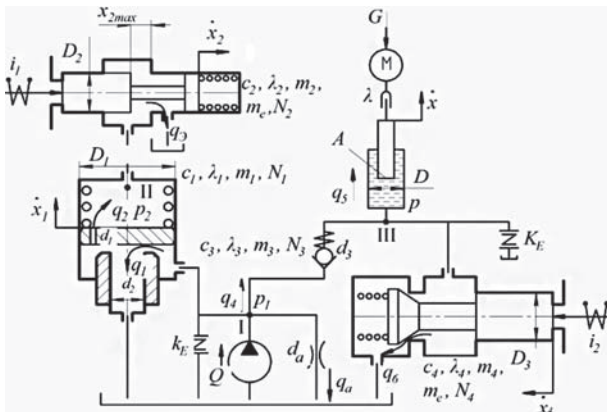 x2max
ẋ2
G
D2
i1
c2, λ2, m2,
me, N2
M
qЭ
λ
ẋ
D1
c1, λ1, m1, N1
A
D
II
q5
p
ẋ1
q2 p2
III
d1
c3, λ3, m3, N3
d3
KE
q1
d2
q4
p1
I
kE
da
D3
i2
Q
qa
q6
c4, λ4, m4,
me, N4
ẋ4